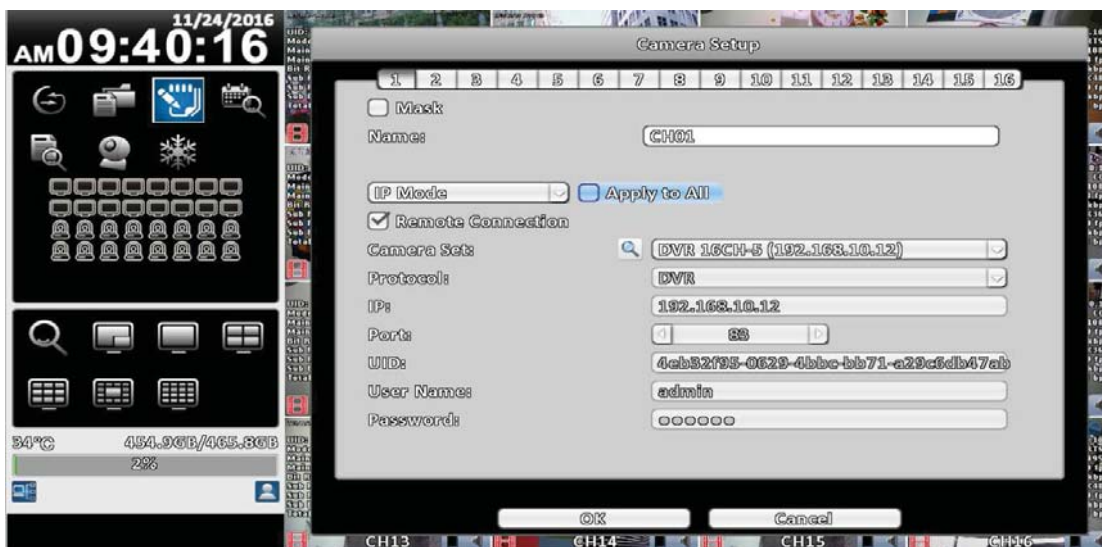 11/24/2016
AM 09:40:16
34°C 454.9GB/465.8GB
2%
Camera Setup
1 2 3 4 5 6 7 8 9 10 11 12 13 14 15 16
Mask
Name: CH01
IP Mode Apply to All
Remote Connection
Camera Set: DVR 16CH-5 (192.168.10.12)
Protocol: DVR
IP: 192.168.10.12
Port: 83
UID: 4eb32f95-0629-4bbc-bb71-a29c6db47ab
User Name: admin
Password:
OK Cancel
CH13 CH14 CH15 CH16